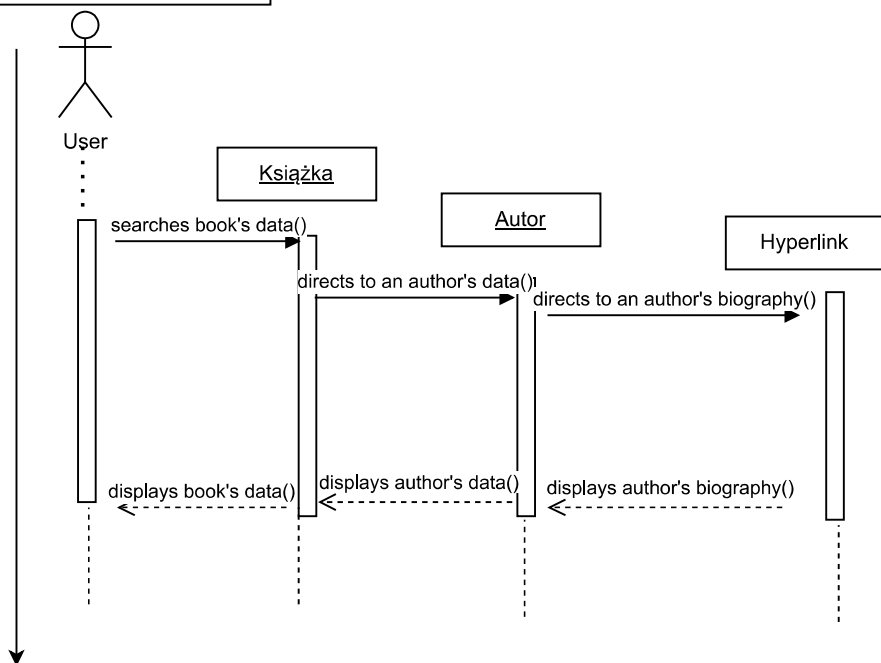 User
Książka
Autor
Hyperlink
searches book's data()
directs to an author's data()
directs to an author's biography()
displays book's data()
displays author's data()
displays author's biography()